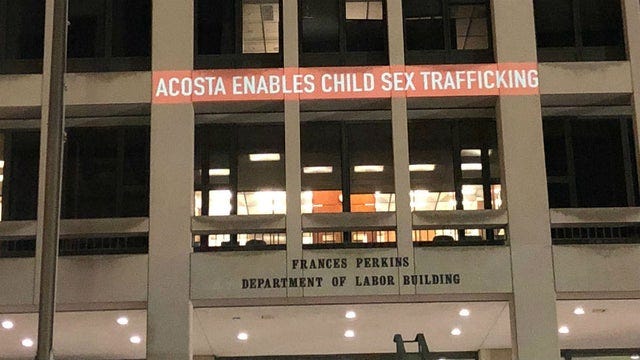 ACOSTA ENABLES CHILD SEX TRAFFICKING
FRANCES PERKINS
DEPARTMENT OF LABOR BUILDING